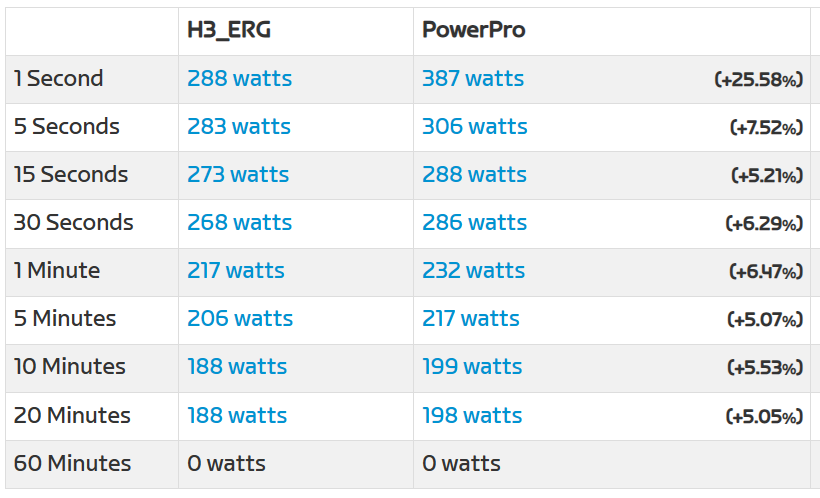 H3_ERG PowerPro
1 Second 288 watts 387 watts (+25.58%)
5 Seconds 283 watts 306 watts (+7.52%)
15 Seconds 273 watts 288 watts (+5.21%)
30 Seconds 268 watts 286 watts (+6.29%)
1 Minute 217 watts 232 watts (+6.47%)
5 Minutes 206 watts 217 watts (+5.07%)
10 Minutes 188 watts 199 watts (+5.53%)
20 Minutes 188 watts 198 watts (+5.05%)
60 Minutes 0 watts 0 watts